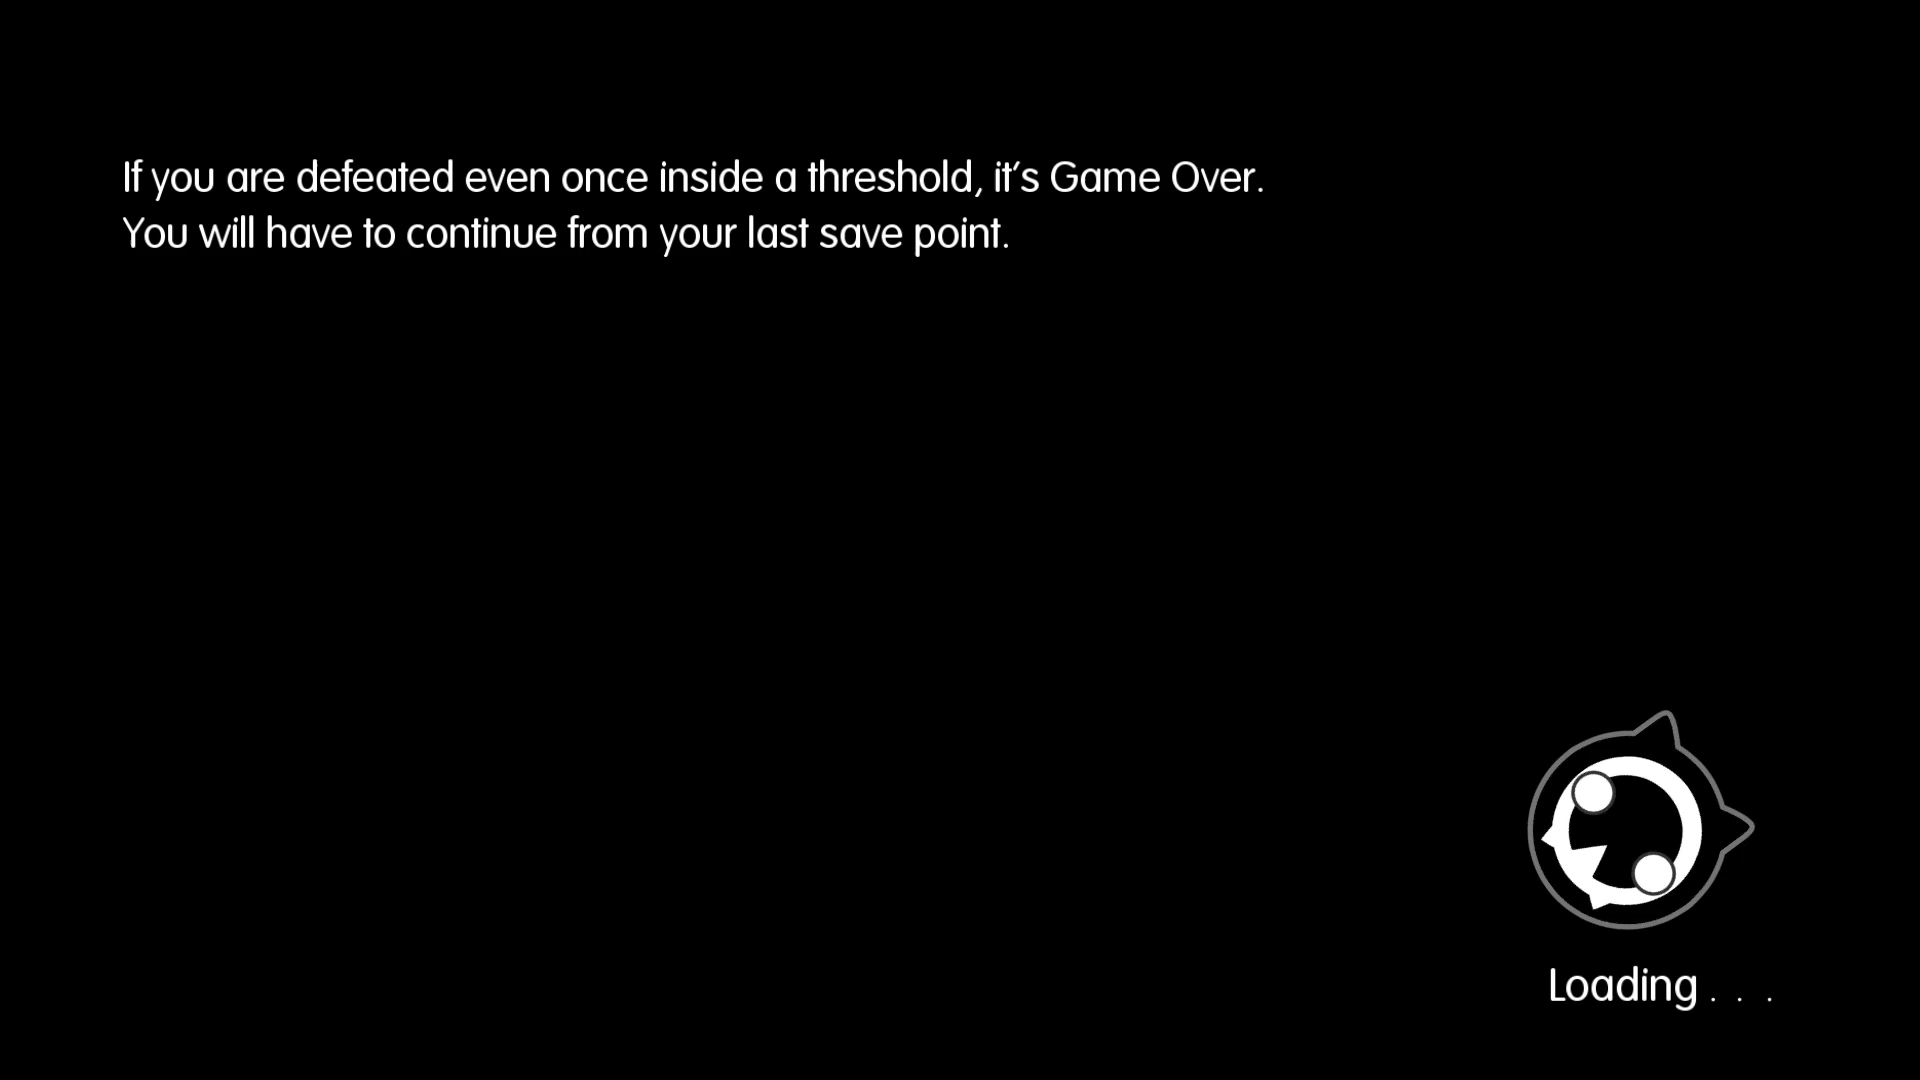 If you are defeated even once inside a threshold, it's Game Over.
You will have to continue from your last save point.
Loading . . .